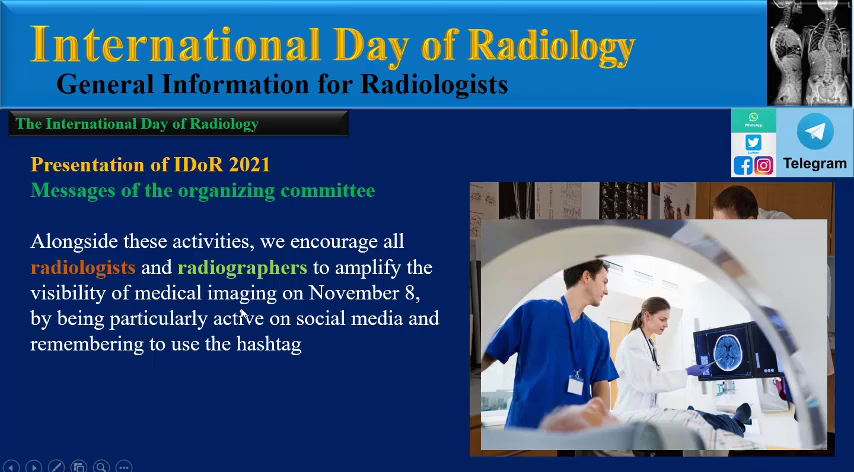 International Day of Radiology
General Information for Radiologists
The International Day of Radiology
WhatsApp
Telegram
Presentation of IDoR 2021
Messages of the organizing committee
Alongside these activities, we encourage all
radiologists and radiographers to amplify the
visibility of medical imaging on November 8,
by being particularly active on social media and
remembering to use the hashtag